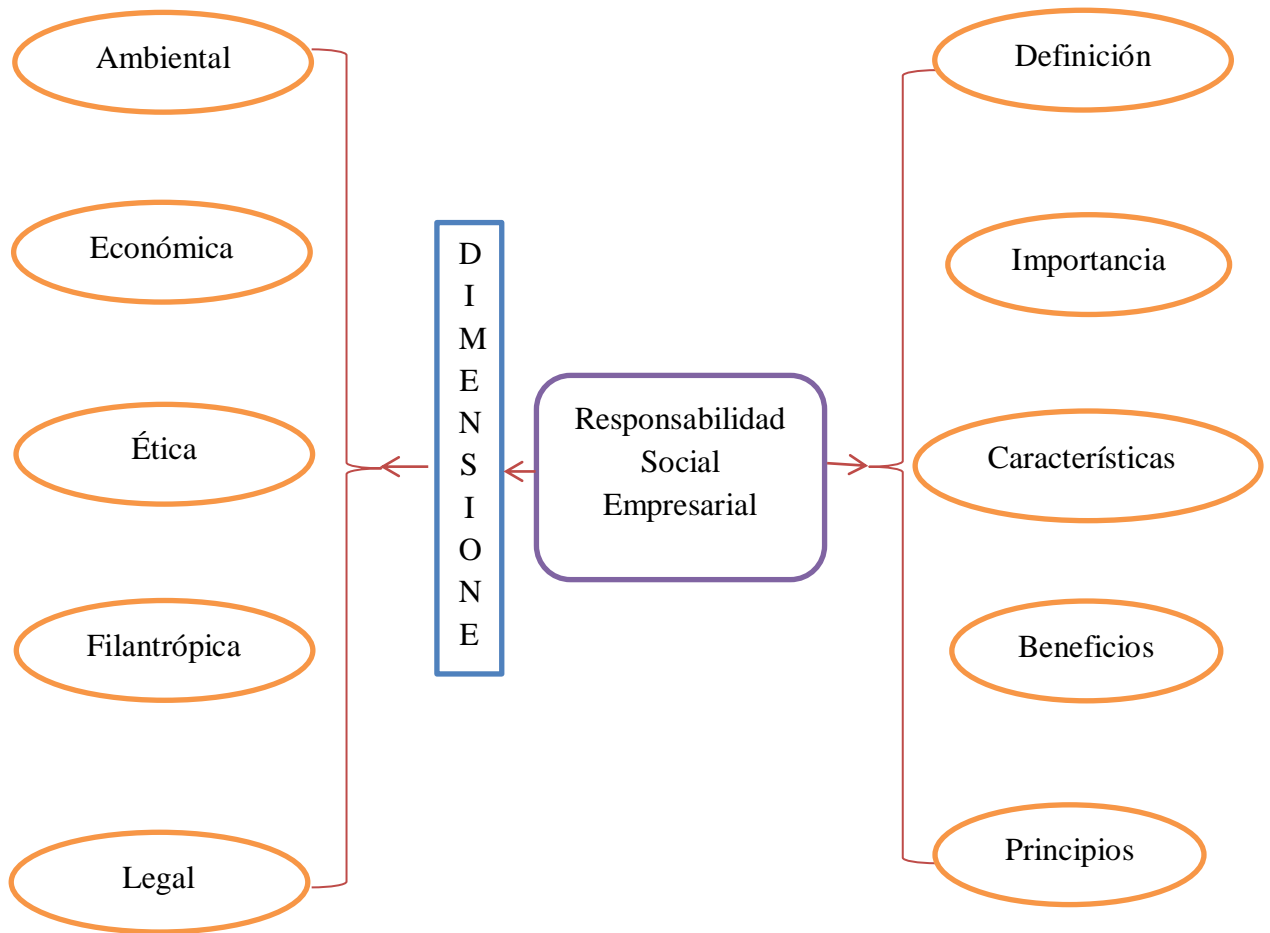 Ambiental
Económica
Ética
Filantrópica
Legal
D
I
M
E
N
S
I
O
N
E
Responsabilidad
Social
Empresarial
Definición
Importancia
Características
Beneficios
Principios